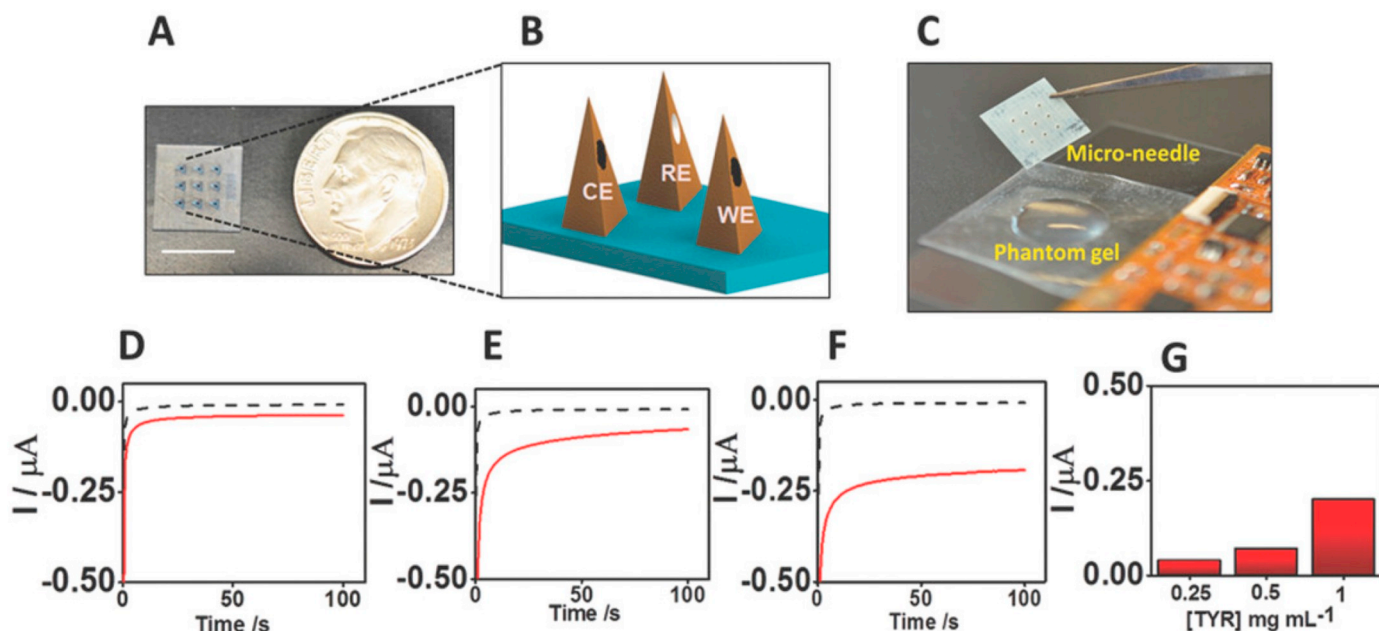 A
B
C
LIBERTY
CE
RE
WE
Micro-needle
Phantom gel
D
E
F
G
0.00
-0.25
-0.50
I / μA
0
50
100
Time /s
0.00
-0.25
-0.50
I / μA
0
50
100
Time /s
0.00
-0.25
-0.50
I / μA
0
50
100
Time /s
0.50
0.25
0.00
I /μA
0.25
0.5
1
[TYR] mg mL-1